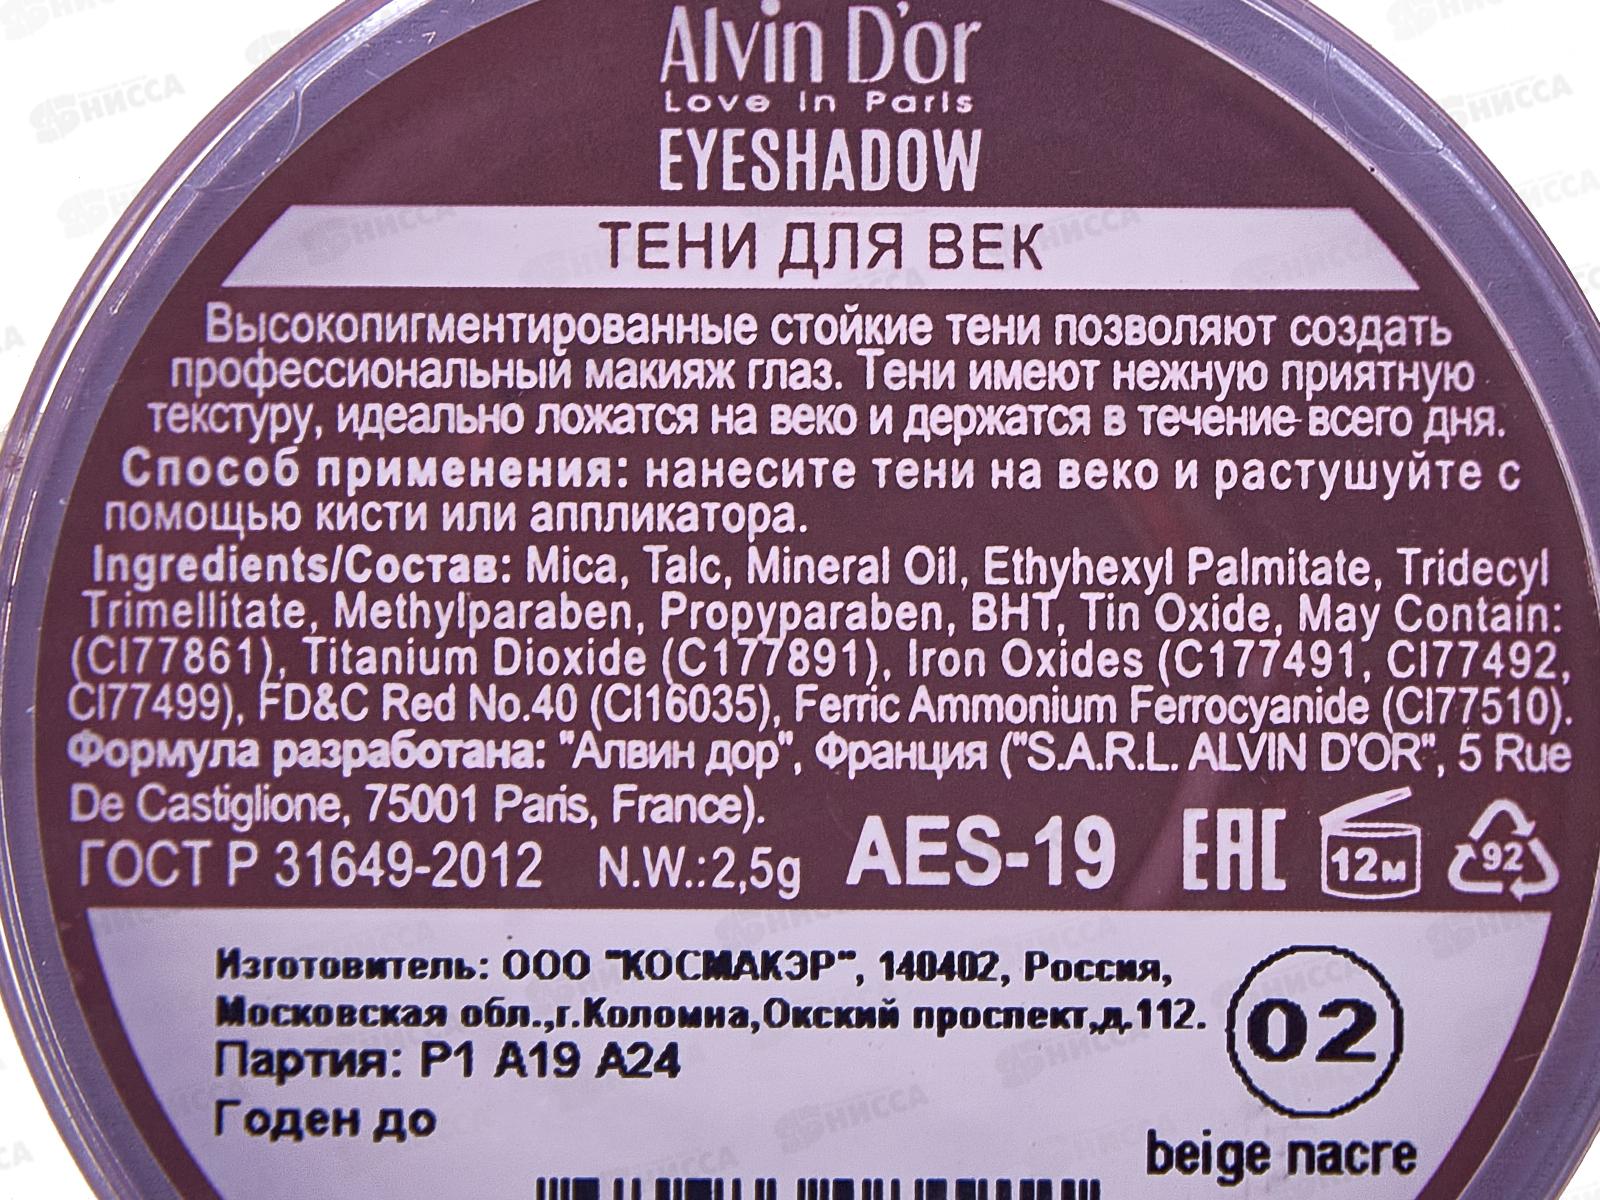 Alvin D'or
Love in Paris
EYESHADOW
ТЕНИ ДЛЯ ВЕК
Высокопигментированные стойкие тени позволяют создать
профессиональный макияж глаз. Тени имеют нежную приятную
текстуру, идеально ложатся на веко и держатся в течение всего дня.
Способ применения: нанесите тени на веко и растушуйте с
помощью кисти или аппликатора.
Ingredients/Состав: Mica, Talc, Mineral Oil, Ethyhexyl Palmitate, Tridecyl
Trimellitate, Methylparaben, Propyparaben, BHT, Tin Oxide, May Contain:
(CI77861), Titanium Dioxide (C177891), Iron Oxides (C177491, CI77492,
CI77499), FD&C Red No.40 (CI16035), Ferric Ammonium Ferrocyanide (CI77510).
Формула разработана: "Алвин дор", Франция ("S.A.R.L. ALVIN D'OR", 5 Rue
De Castiglione, 75001 Paris, France).
ГОСТ Р 31649-2012 N.W.:2,5g AES-19 EAC 12м 92
Изготовитель: ООО "КОСМАКЭР", 140402, Россия,
Московская обл.,г.Коломна,Окский проспект,д.112.
Партия: P1 A19 A24
Годен до
02
beige nacre